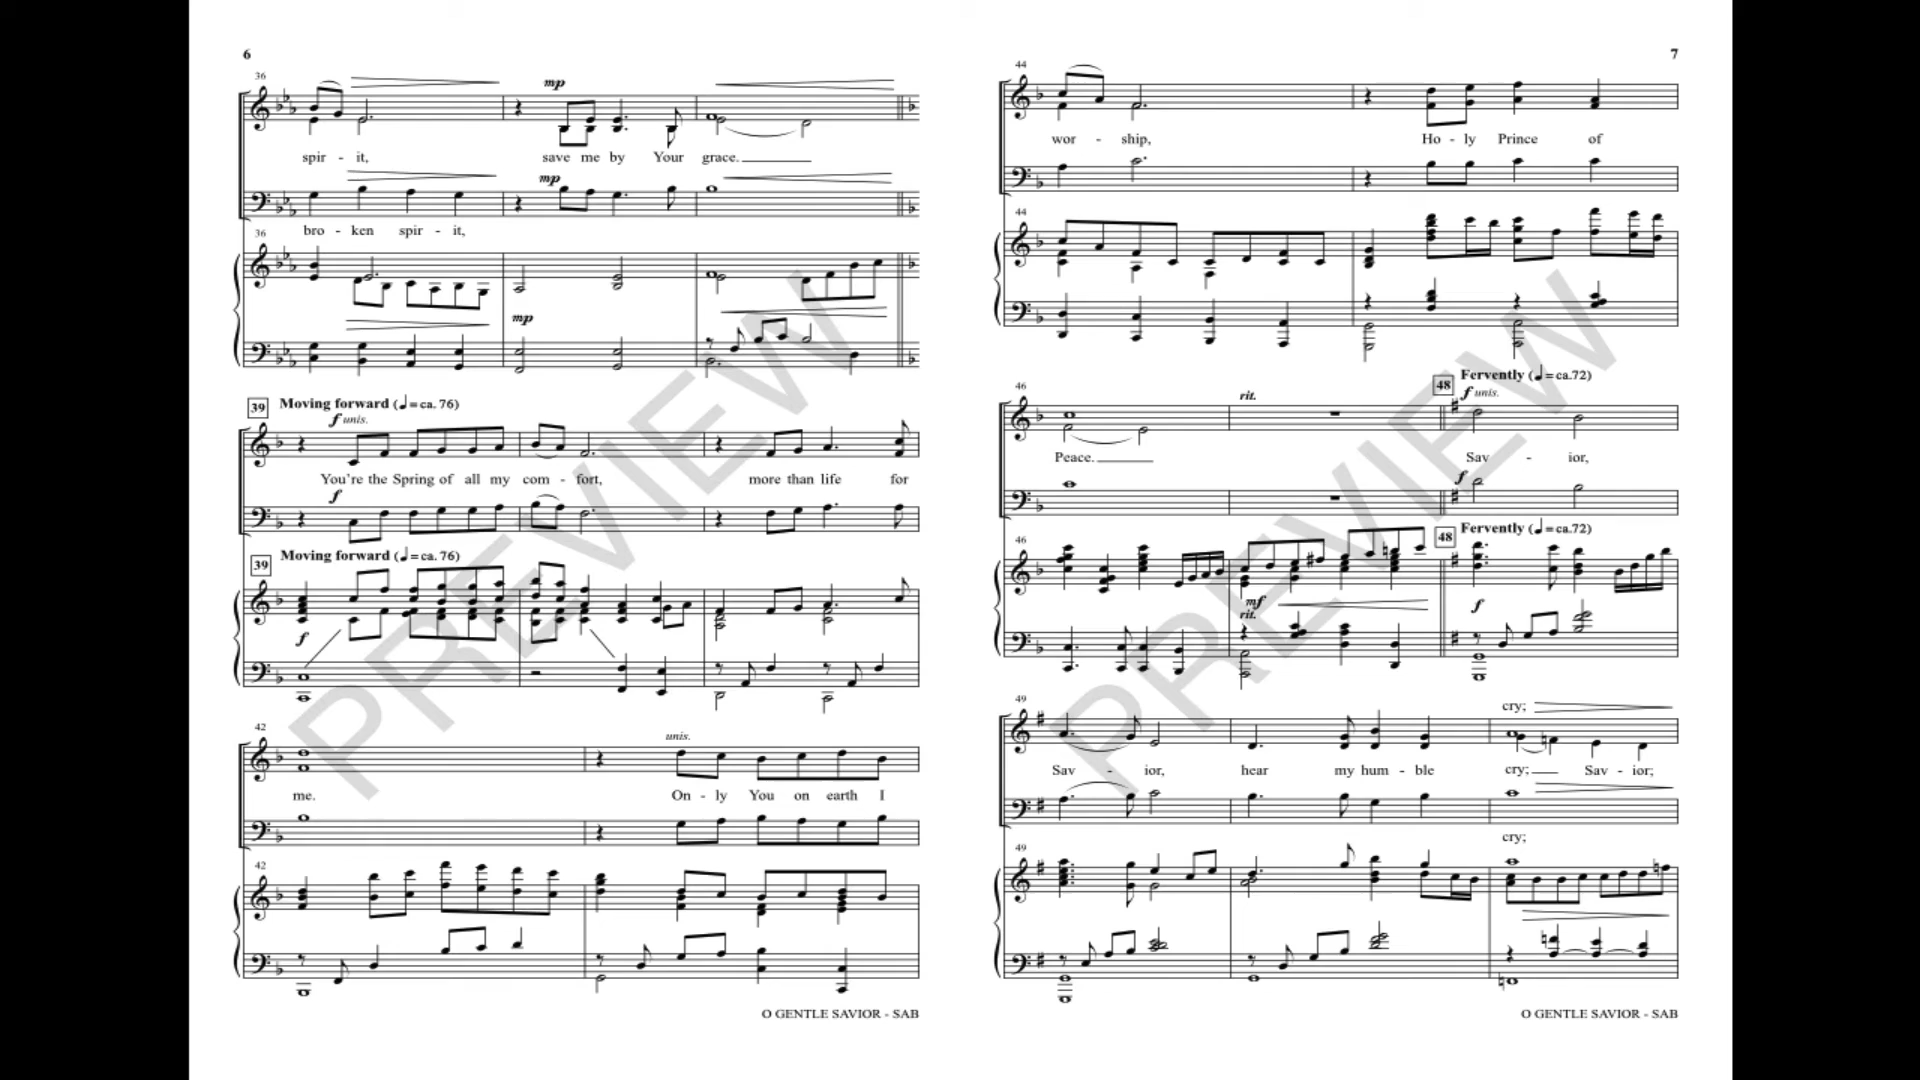 6
36
mp
spir - it, save me by Your grace.
mp
bro - ken spir - it,
36
mp
39 Moving forward (♩ = ca. 76)
f unis.
You're the Spring of all my com - fort, more than life for
f
39 Moving forward (♩ = ca. 76)
f
42
unis.
me. On - ly You on earth I
42
O GENTLE SAVIOR - SAB
PREVIEW
7
44
wor - ship, Ho - ly Prince of
44
46 rit. 48 Fervently (♩ = ca. 72)
f unis.
Peace. Sav - ior,
f
48 Fervently (♩ = ca. 72)
46
mf f
rit.
49
cry;
Sav - ior, hear my hum - ble cry; Sav - ior;
cry;
49
O GENTLE SAVIOR - SAB
PREVIEW